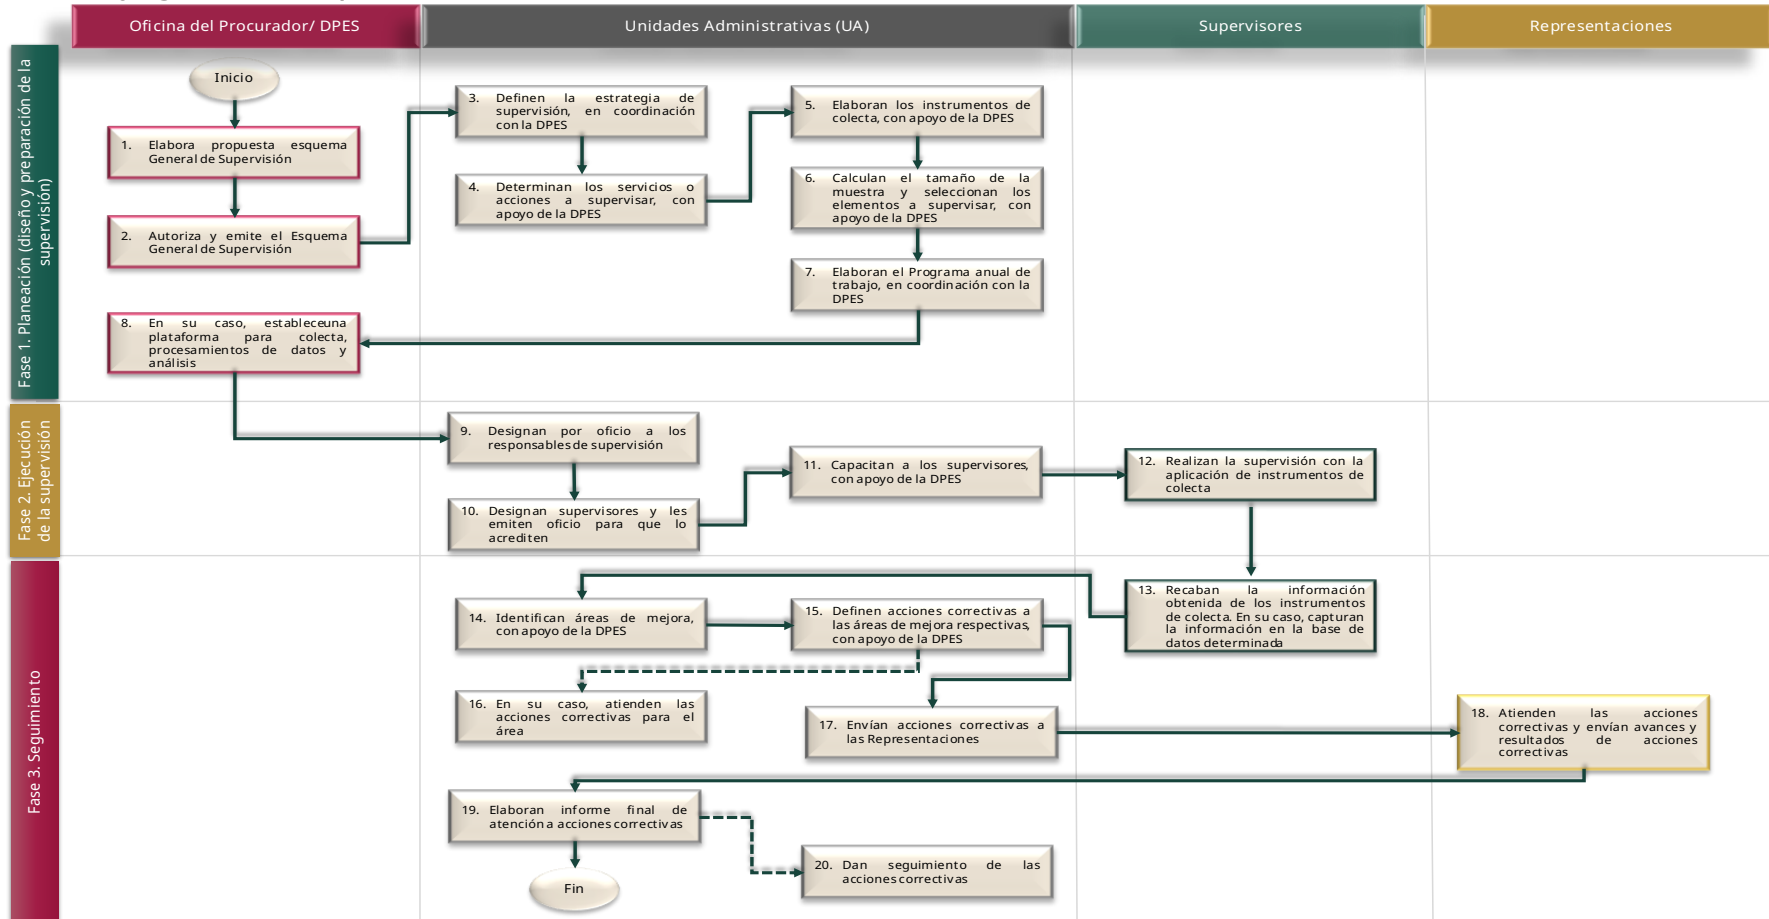 Oficina del Procurador/ DPES
Unidades Administrativas (UA)
Supervisores
Representaciones
Fase 1. Planeación (diseño y preparación de la
supervisión)
Inicio
1. Elabora propuesta esquema
General de Supervisión
2. Autoriza y emite el Esquema
General de Supervisión
3. Definen la estrategia de
supervisión, en coordinación
con la DPES
4. Determinan los servicios o
acciones a supervisar, con
apoyo de la DPES
5. Elaboran los instrumentos de
colecta, con apoyo de la DPES
6. Calculan el tamaño de la
muestra y seleccionan los
elementos a supervisar, con
apoyo de la DPES
7. Elaboran el Programa anual de
trabajo, en coordinación con la
DPES
8. En su caso, estableceuna
plataforma para colecta,
procesamientos de datos y
análisis
Fase 2. Ejecución
de la supervisión
9. Designan por oficio a los
responsables de supervisión
10. Designan supervisores y les
emiten oficio para que lo
acrediten
11. Capacitan a los supervisores,
con apoyo de la DPES
12. Realizan la supervisión con la
aplicación de instrumentos de
colecta
Fase 3. Seguimiento
13. Recaban la información
obtenida de los instrumentos
de colecta. En su caso, capturan
la información en la base de
datos determinada
14. Identifican áreas de mejora,
con apoyo de la DPES
15. Definen acciones correctivas a
las áreas de mejora respectivas,
con apoyo de la DPES
16. En su caso, atienden las
acciones correctivas para el
área
17. Envían acciones correctivas a
las Representaciones
18. Atienden las acciones
correctivas y envían avances y
resultados de acciones
correctivas
19. Elaboran informe final de
atención a acciones correctivas
20. Dan seguimiento de las
acciones correctivas
Fin